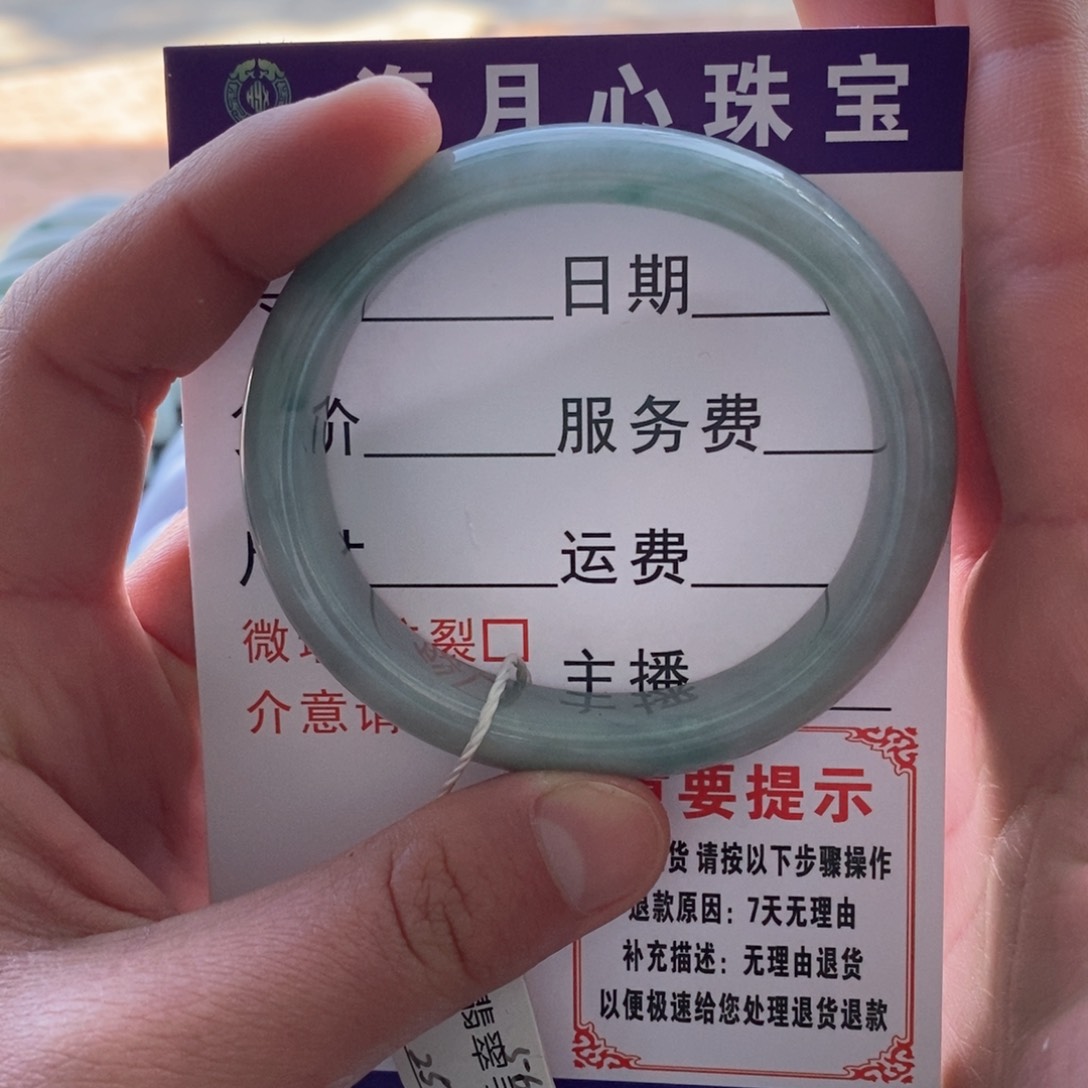 月心珠宝
日期
价 服务费
运费
微 裂□
主播
介意请
要提示
货 请按以下步骤操作
退款原因：7天无理由
补充描述：无理由退货
以便极速给您处理退货退款
翡翠